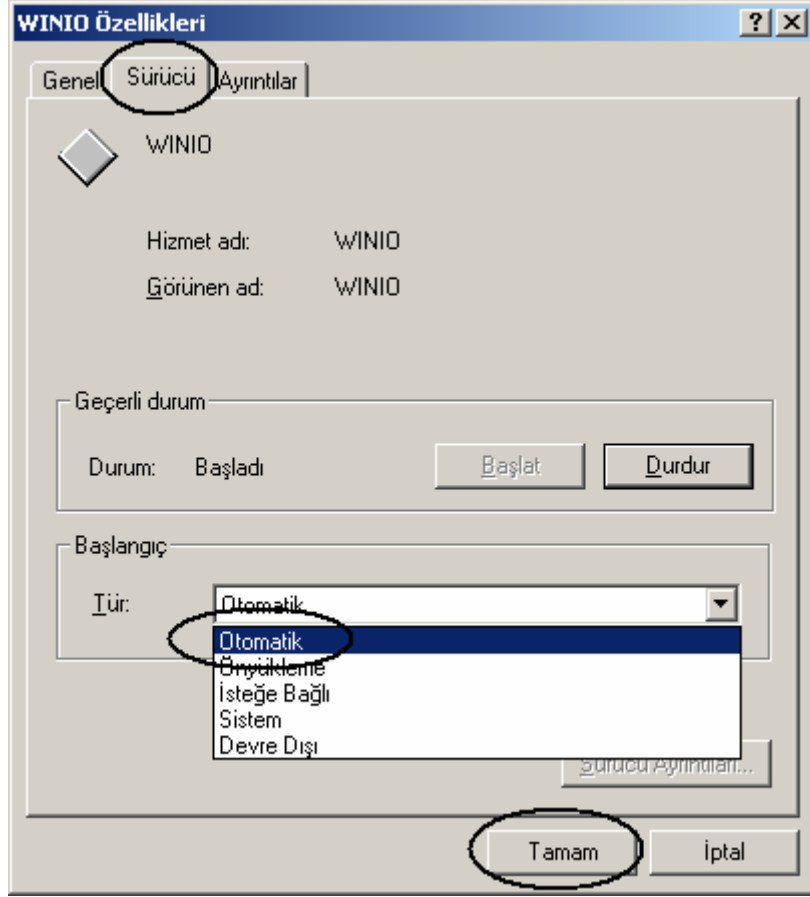 WINIO Özellikleri
Genel Sürücü Ayrıntılar
WINIO
Hizmet adı: WINIO
Görünen ad: WINIO
Geçerli durum
Durum: Başladı Başlat Durdur
Başlangıç
Tür: Otomatik
Otomatik
Önyükleme
İsteğe Bağlı
Sistem
Devre Dışı
Sürücü Ayrıntıları...
Tamam İptal